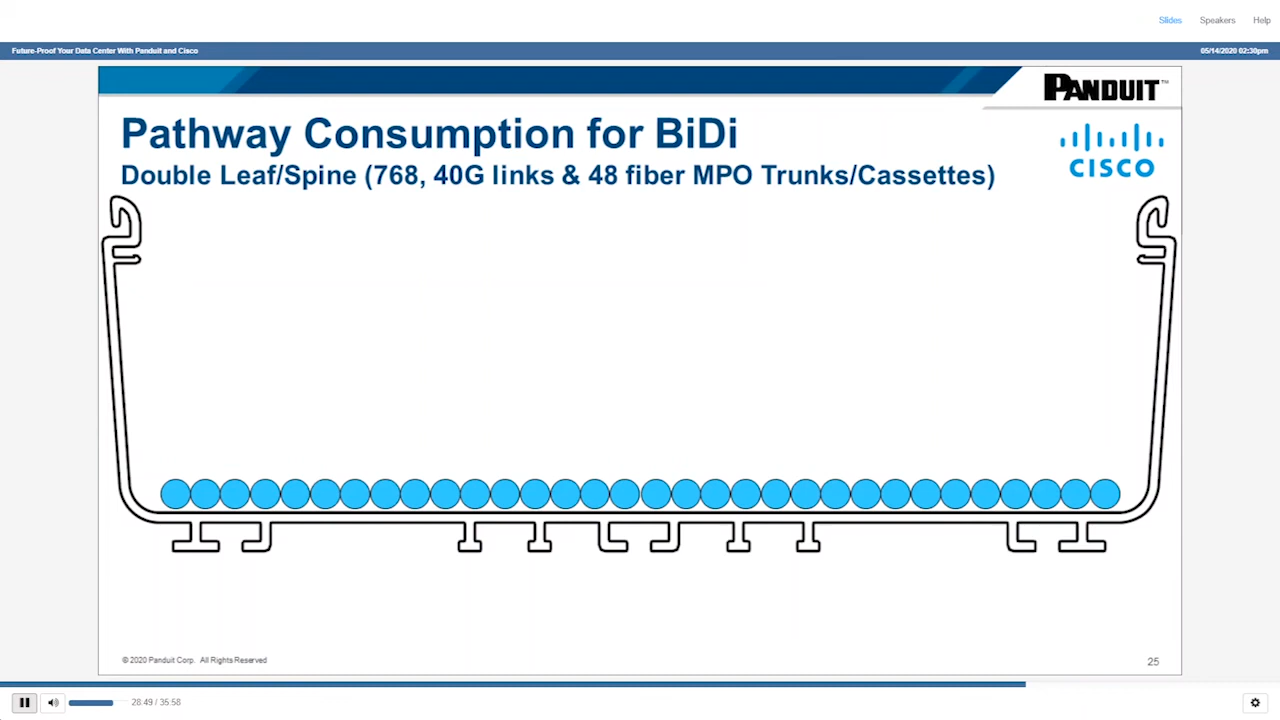 Slides Speakers Help
Future-Proof Your Data Center With Panduit and Cisco 05/14/2020 02:30pm
PANDUIT™
Pathway Consumption for BiDi
CISCO
Double Leaf/Spine (768, 40G links & 48 fiber MPO Trunks/Cassettes)
© 2020 Panduit Corp. All Rights Reserved
25
28:49 / 35:58